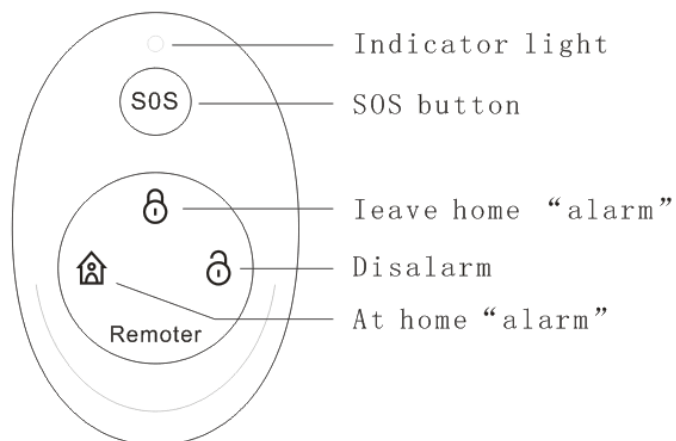 Indicator light
SOS
SOS button
Ieave home “alarm”
Disalarm
At home “alarm”
Remoter